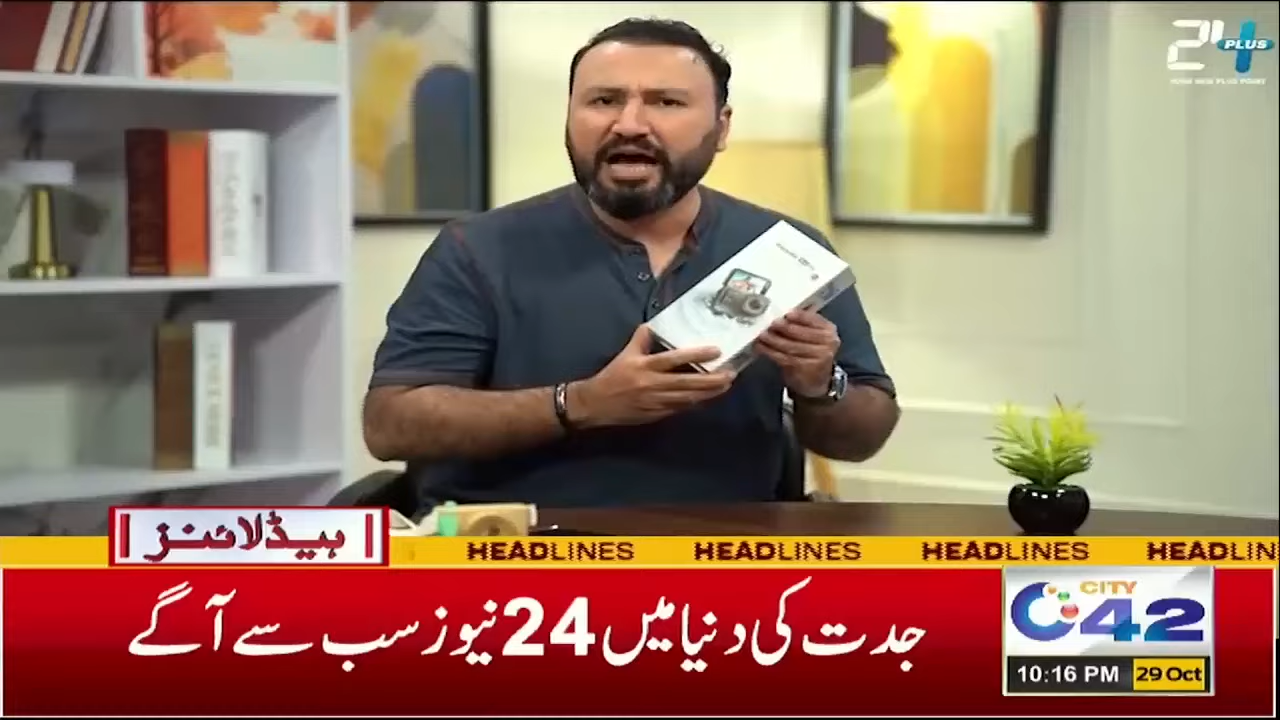 24 PLUS
ہیڈلائنز
HEADLINES HEADLINES HEADLINES HEADLIN
جدت کی دنیا میں 24 نیوز سب سے آگے
CITY
42
10:16 PM 29 Oct